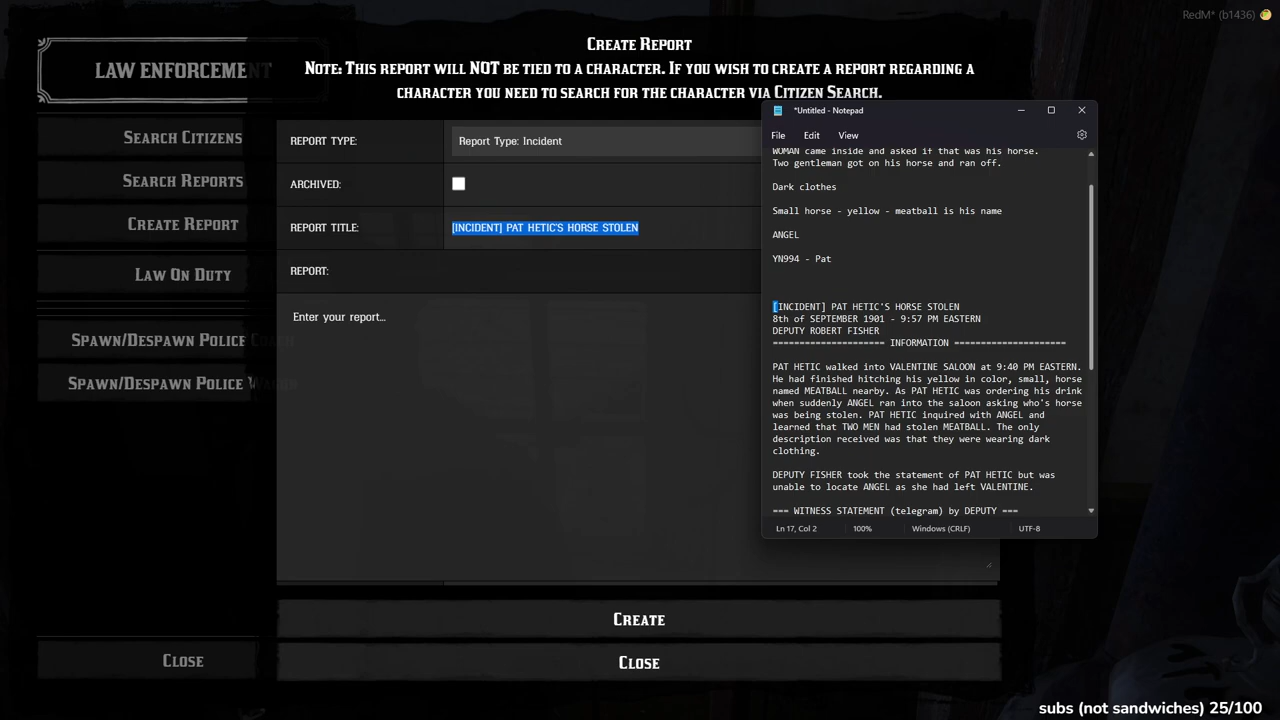 RedM* (b1436)
LAW ENFORCEMENT
SEARCH CITIZENS
SEARCH REPORTS
CREATE REPORT
LAW ON DUTY
SPAWN/DESPAWN POLICE
SPAWN/DESPAWN POLICE
CLOSE
CREATE REPORT
NOTE: THIS REPORT WILL NOT BE TIED TO A CHARACTER. IF YOU WISH TO CREATE A REPORT REGARDING A
CHARACTER YOU NEED TO SEARCH FOR THE CHARACTER VIA CITIZEN SEARCH.
REPORT TYPE:
Report Type: Incident
ARCHIVED:
REPORT TITLE:
[INCIDENT] PAT HETIC'S HORSE STOLEN
REPORT:
Enter your report...
CREATE
CLOSE
*Untitled - Notepad
File Edit View
WOMAN came inside and asked if that was his horse.
Two gentleman got on his horse and ran off.
Dark clothes
Small horse - yellow - meatball is his name
ANGEL
YN994 - Pat
[INCIDENT] PAT HETIC'S HORSE STOLEN
8th of SEPTEMBER 1901 - 9:57 PM EASTERN
DEPUTY ROBERT FISHER
===================== INFORMATION =====================
PAT HETIC walked into VALENTINE SALOON at 9:40 PM EASTERN.
He had finished hitching his yellow in color, small, horse
named MEATBALL nearby. As PAT HETIC was ordering his drink
when suddenly ANGEL ran into the saloon asking who's horse
was being stolen. PAT HETIC inquired with ANGEL and
learned that TWO MEN had stolen MEATBALL. The only
description received was that they were wearing dark
clothing.
DEPUTY FISHER took the statement of PAT HETIC but was
unable to locate ANGEL as she had left VALENTINE.
=== WITNESS STATEMENT (telegram) by DEPUTY ===
Ln 17, Col 2 100% Windows (CRLF) UTF-8
subs (not sandwiches) 25/100